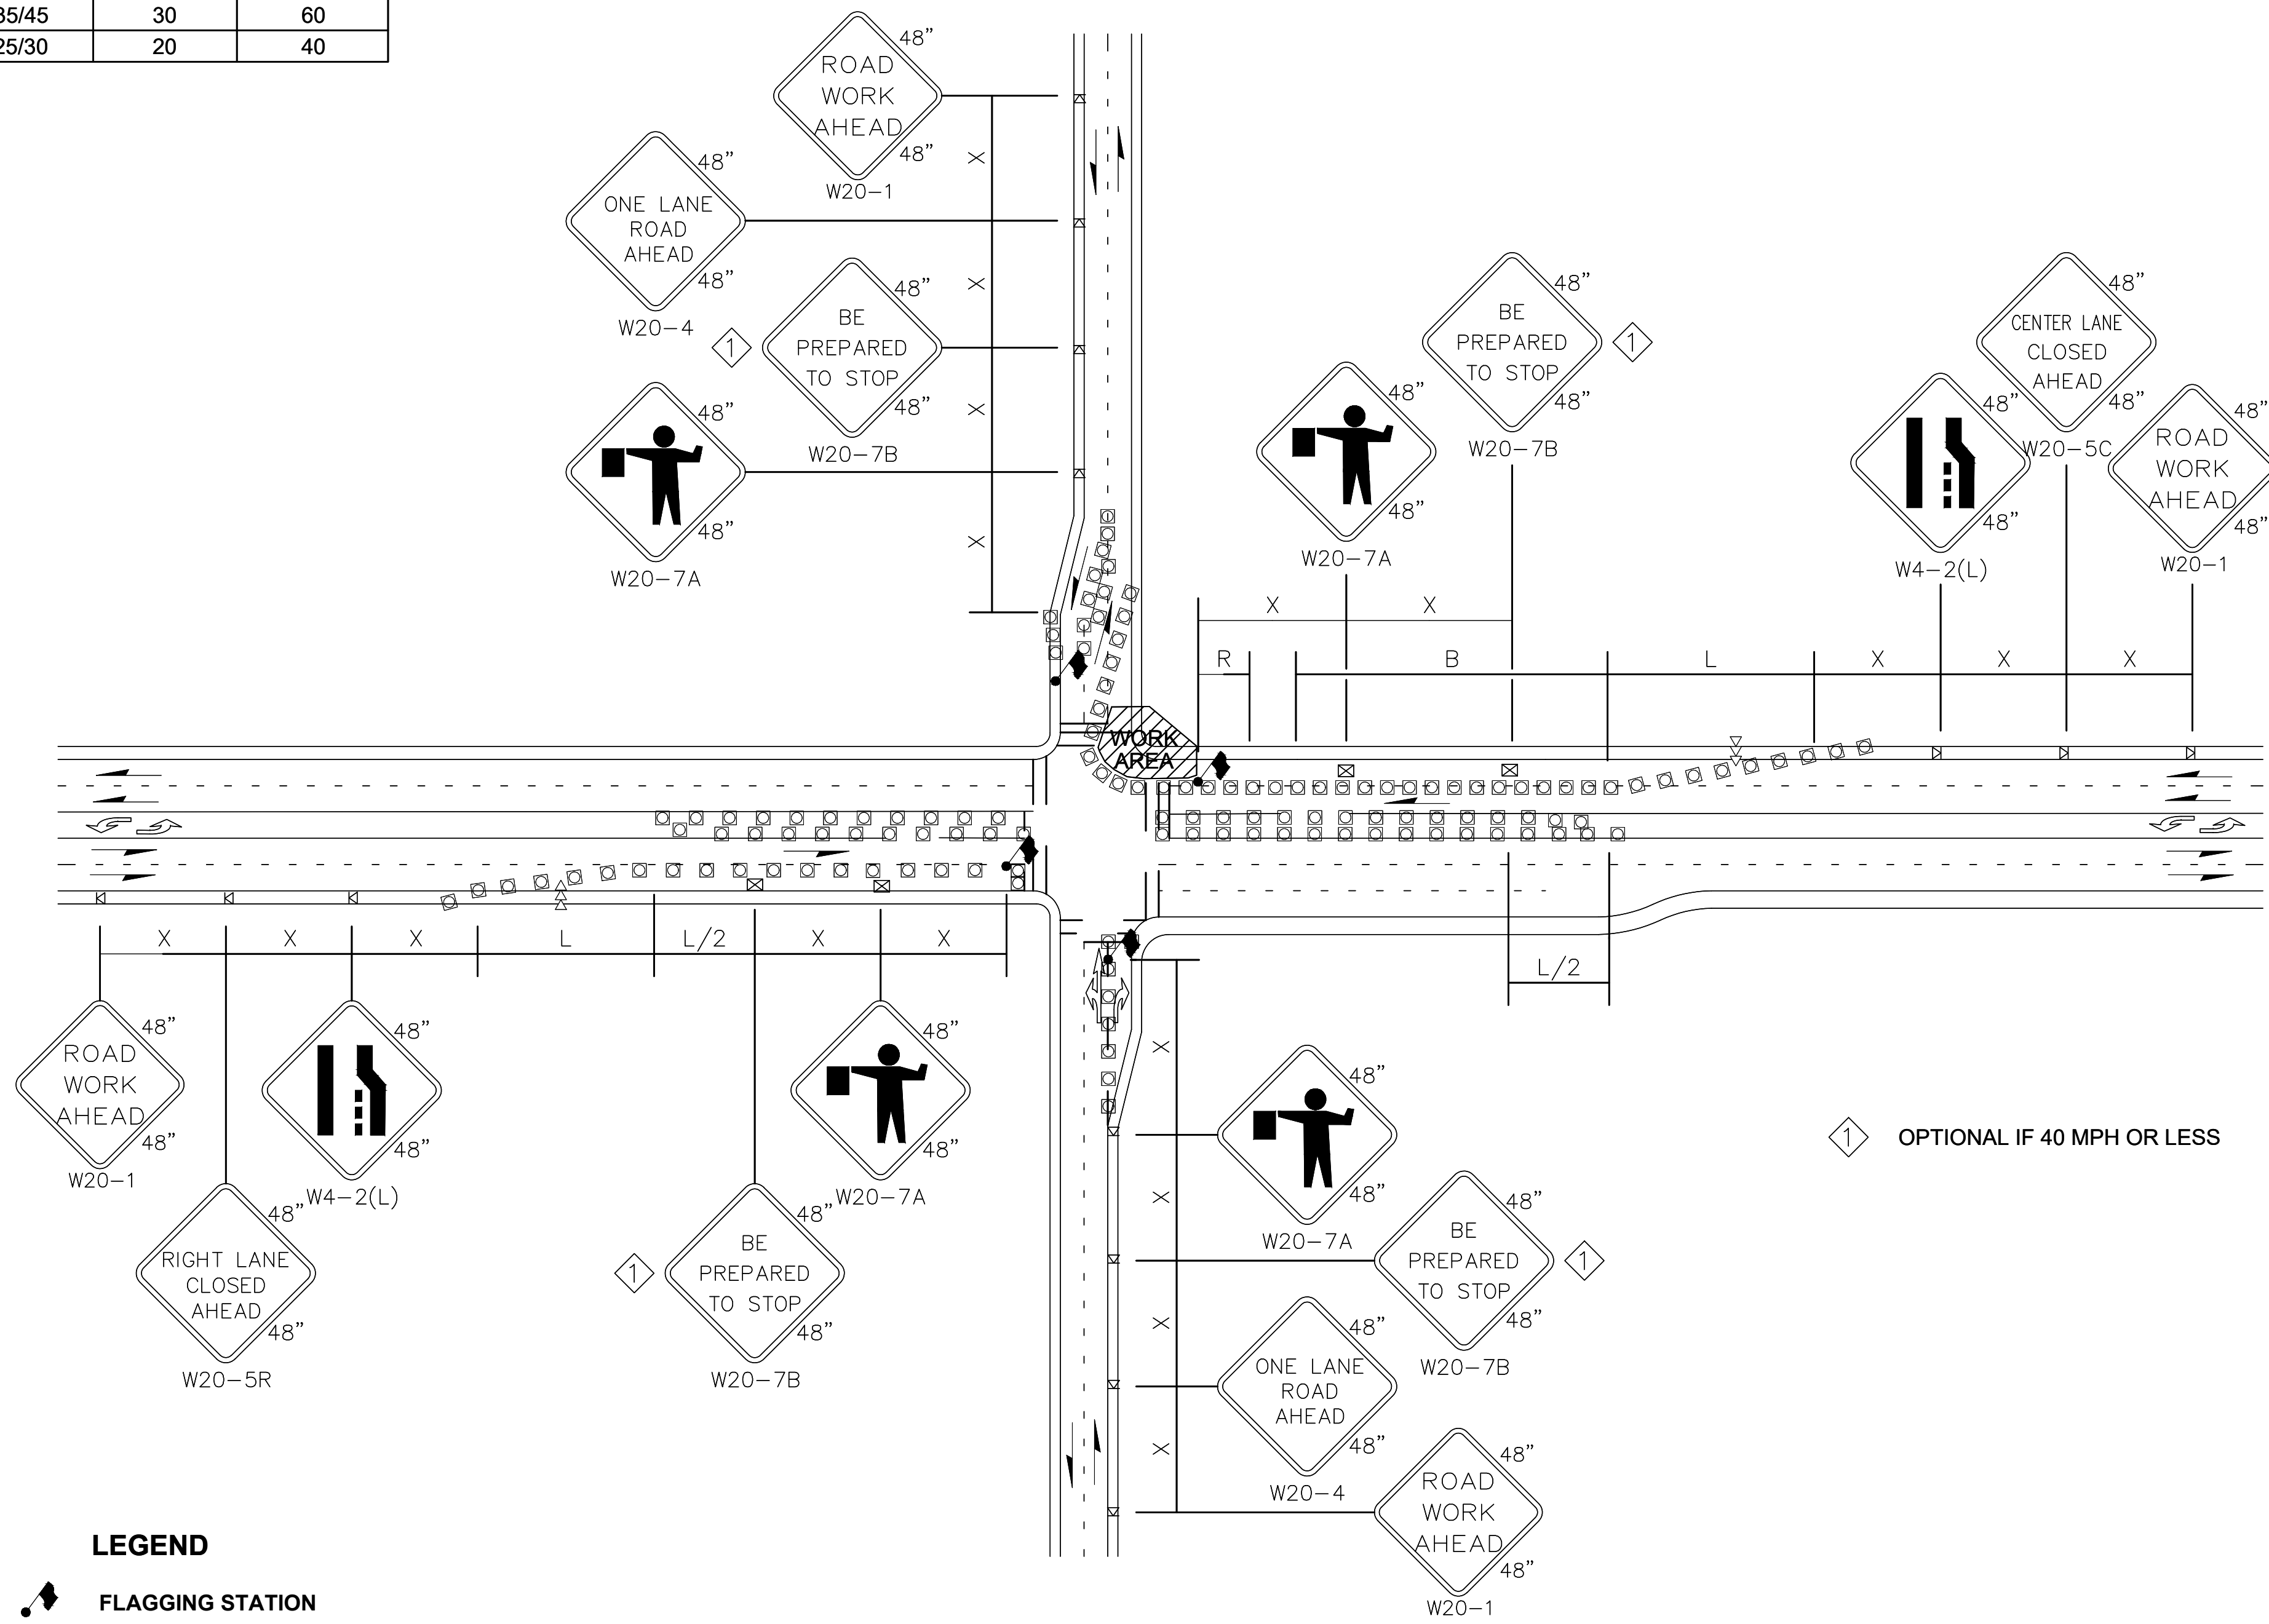 35/45 30 60
25/30 20 40
ROAD
WORK
AHEAD
48”
48”
W20-1
X
ONE LANE
ROAD
AHEAD
48”
48”
W20-4
X
BE
PREPARED
TO STOP
48”
48”
W20-7B
1
X
48”
48”
W20-7A
X
48”
48”
W20-7A
BE
PREPARED
TO STOP
48”
48”
W20-7B
1
48”
48”
W4-2(L)
CENTER LANE
CLOSED
AHEAD
48”
48”
W20-5C
ROAD
WORK
AHEAD
48”
48”
W20-1
X X
R B L X X X
WORK
AREA
X X X L L/2 X X
L/2
ROAD
WORK
AHEAD
48”
48”
W20-1
RIGHT LANE
CLOSED
AHEAD
48”
48”
W20-5R
48”
48”
W4-2(L)
1
BE
PREPARED
TO STOP
48”
48”
W20-7B
48”
48”
W20-7A
X
48”
48”
W20-7A
X
BE
PREPARED
TO STOP
48”
48”
W20-7B
1
X
ONE LANE
ROAD
AHEAD
48”
48”
W20-4
X
ROAD
WORK
AHEAD
48”
48”
W20-1
1 OPTIONAL IF 40 MPH OR LESS
LEGEND
FLAGGING STATION